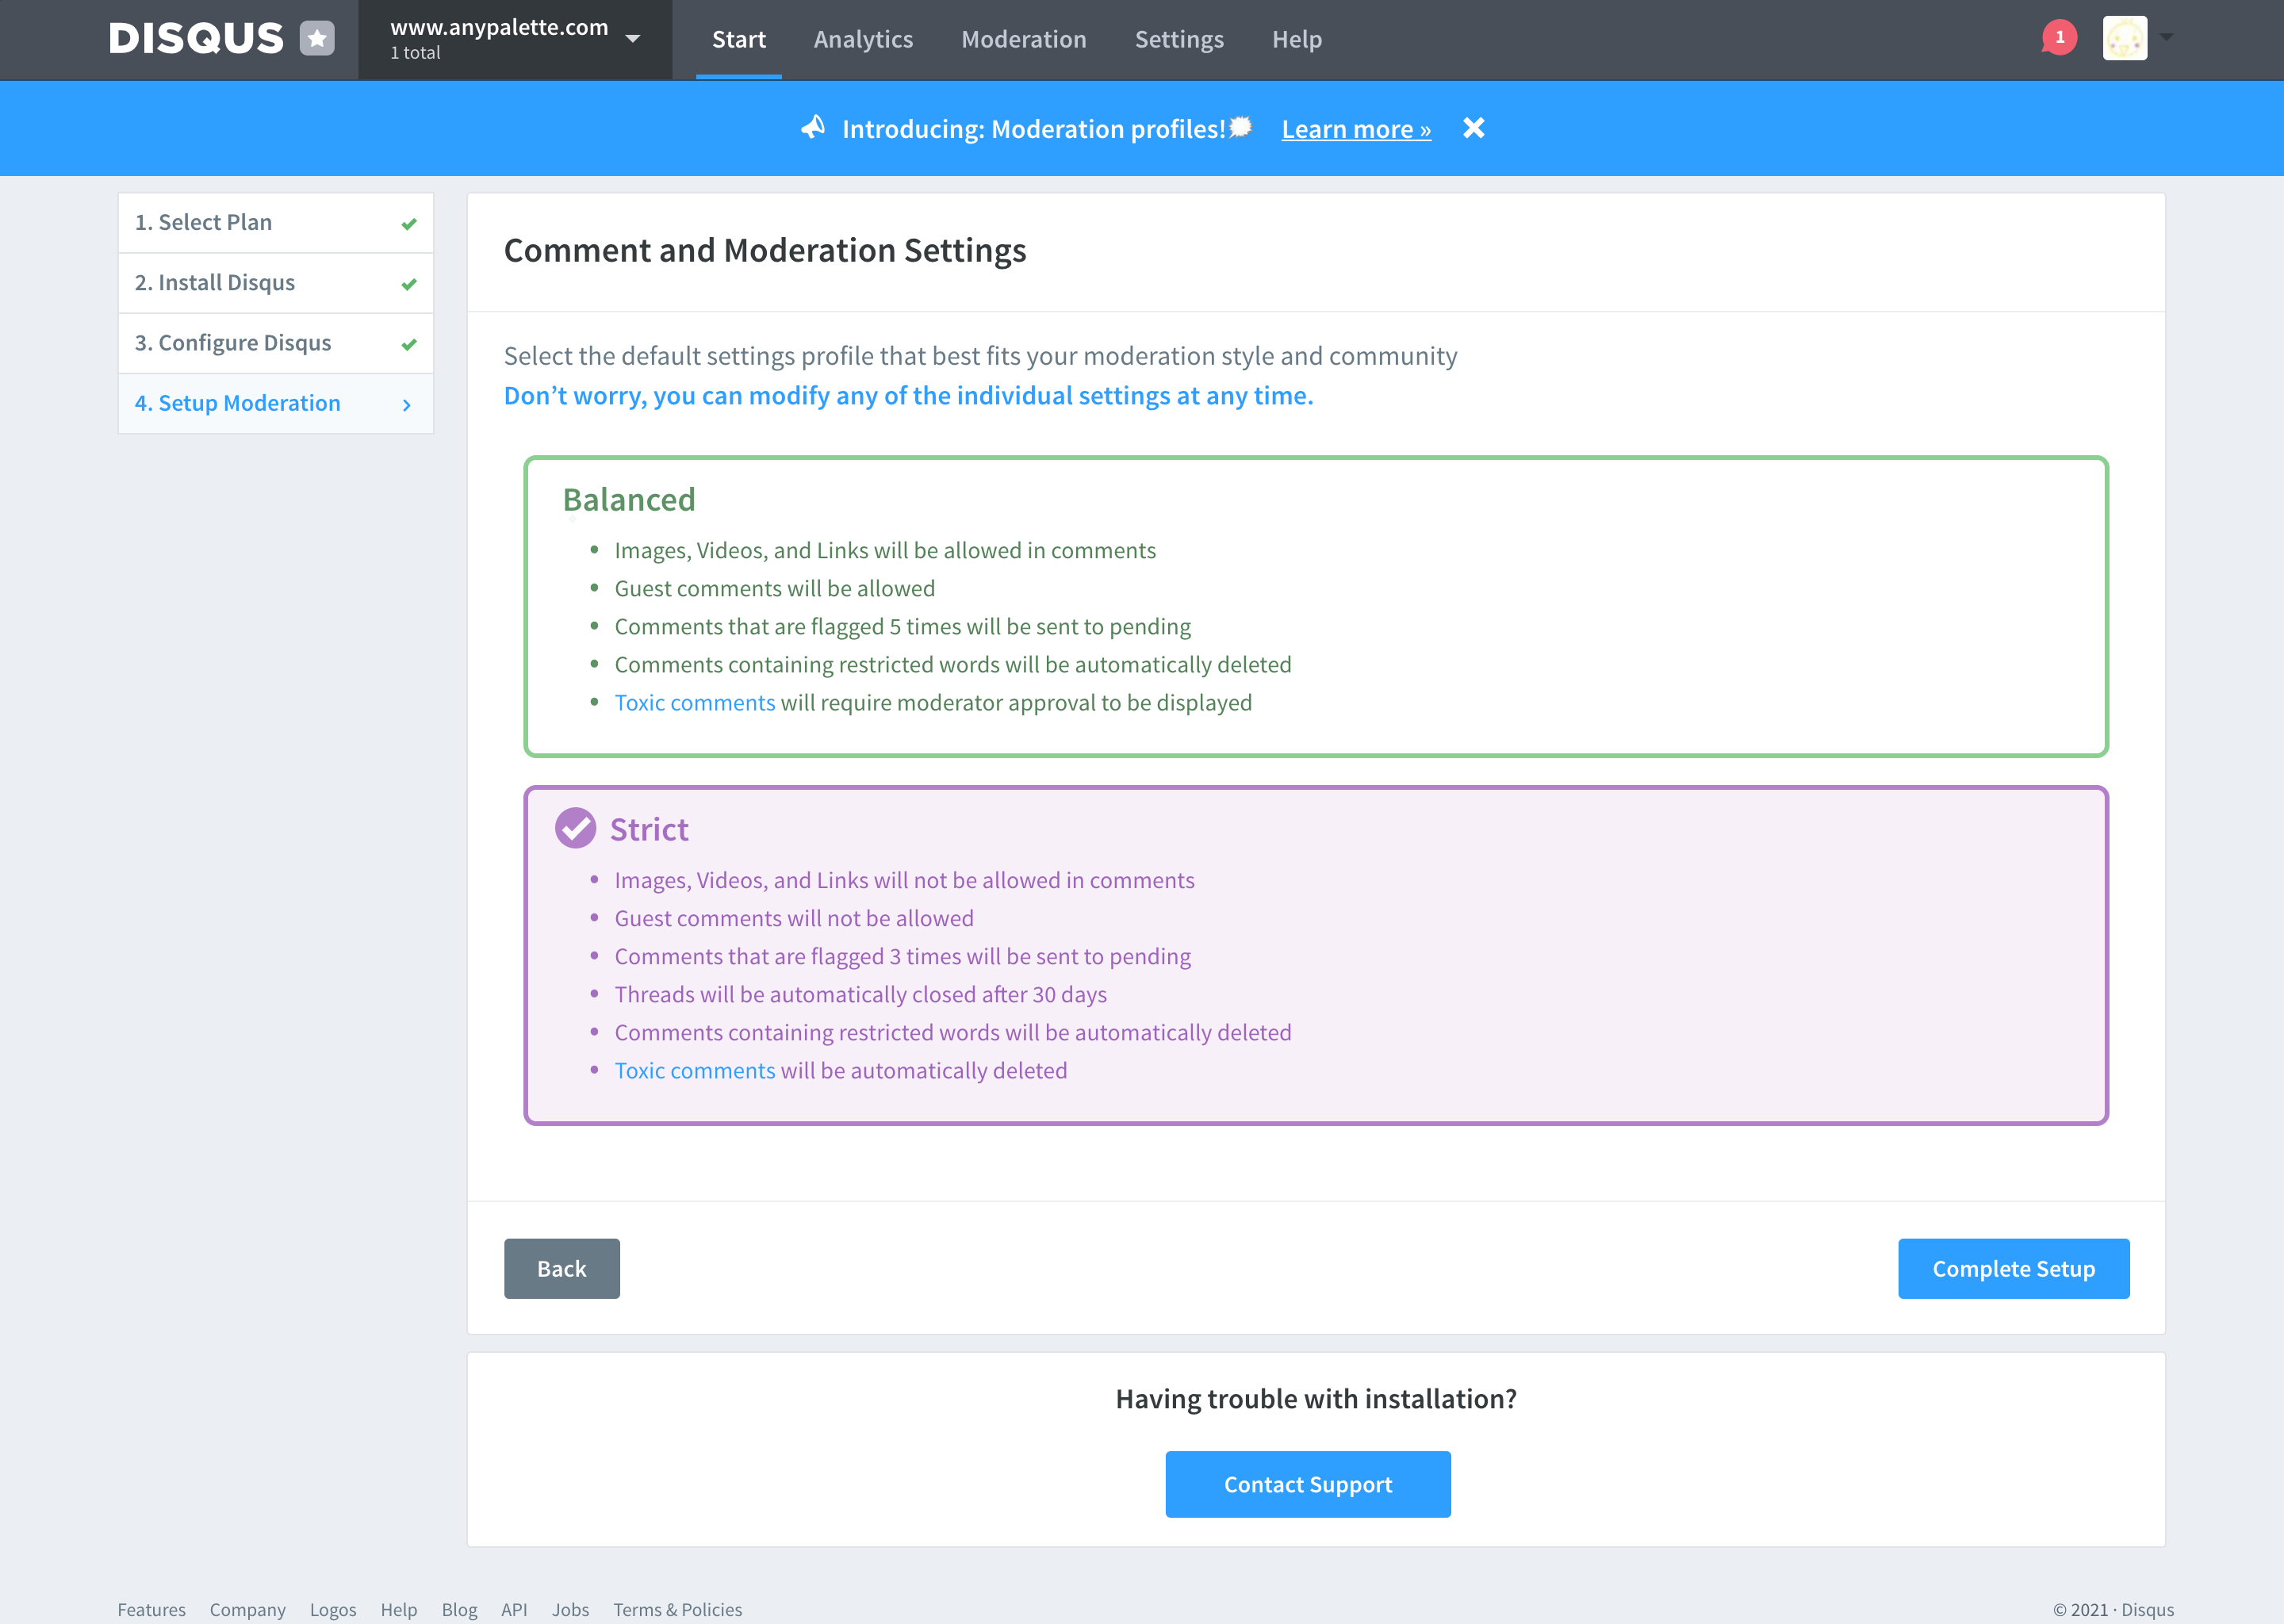 DISQUS
www.anypalette.com
1 total
Start
Analytics
Moderation
Settings
Help
1
Introducing: Moderation profiles!
Learn more »
1. Select Plan
2. Install Disqus
3. Configure Disqus
4. Setup Moderation
Comment and Moderation Settings
Select the default settings profile that best fits your moderation style and community
Don’t worry, you can modify any of the individual settings at any time.
Balanced
Images, Videos, and Links will be allowed in comments
Guest comments will be allowed
Comments that are flagged 5 times will be sent to pending
Comments containing restricted words will be automatically deleted
Toxic comments will require moderator approval to be displayed
Strict
Images, Videos, and Links will not be allowed in comments
Guest comments will not be allowed
Comments that are flagged 3 times will be sent to pending
Threads will be automatically closed after 30 days
Comments containing restricted words will be automatically deleted
Toxic comments will be automatically deleted
Back
Complete Setup
Having trouble with installation?
Contact Support
Features
Company
Logos
Help
Blog
API
Jobs
Terms & Policies
© 2021 · Disqus